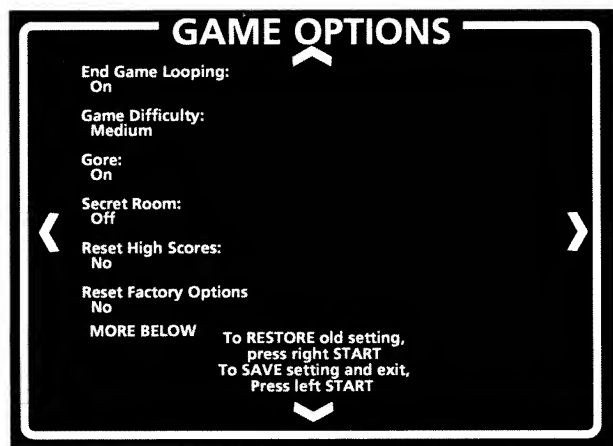 GAME OPTIONS
End Game Looping:
On
Game Difficulty:
Medium
Gore:
On
Secret Room:
Off
Reset High Scores:
No
Reset Factory Options
No
MORE BELOW
To RESTORE old setting,
press right START
To SAVE setting and exit,
Press left START